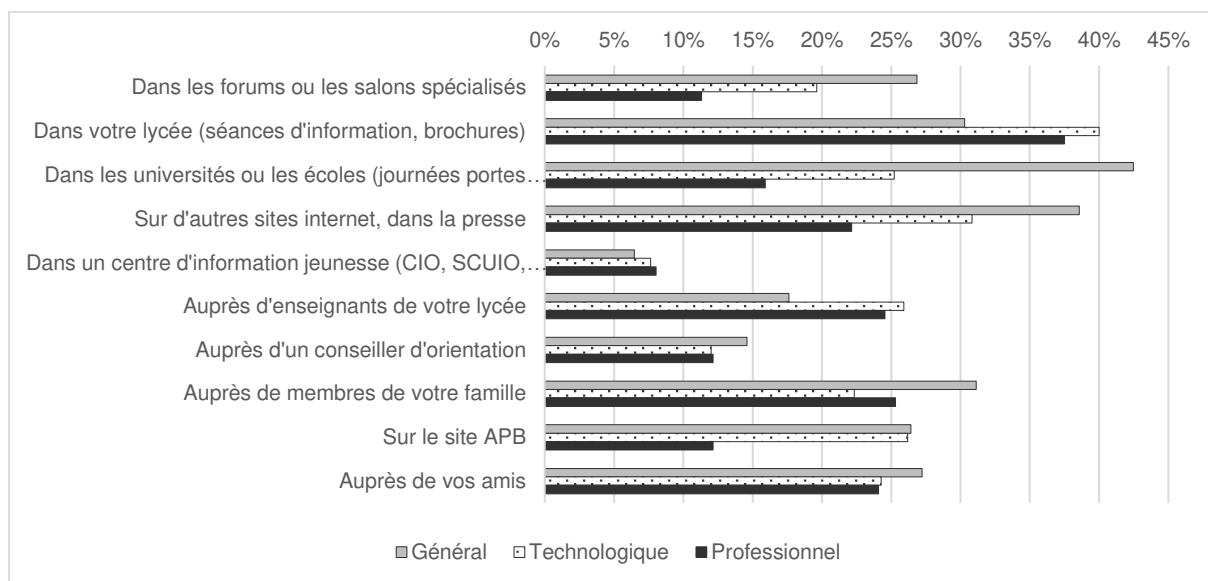 0% 5% 10% 15% 20% 25% 30% 35% 40% 45%
Dans les forums ou les salons spécialisés
Dans votre lycée (séances d'information, brochures)
Dans les universités ou les écoles (journées portes…
Sur d'autres sites internet, dans la presse
Dans un centre d'information jeunesse (CIO, SCUIO,…
Auprès d'enseignants de votre lycée
Auprès d'un conseiller d'orientation
Auprès de membres de votre famille
Sur le site APB
Auprès de vos amis
Général Technologique Professionnel